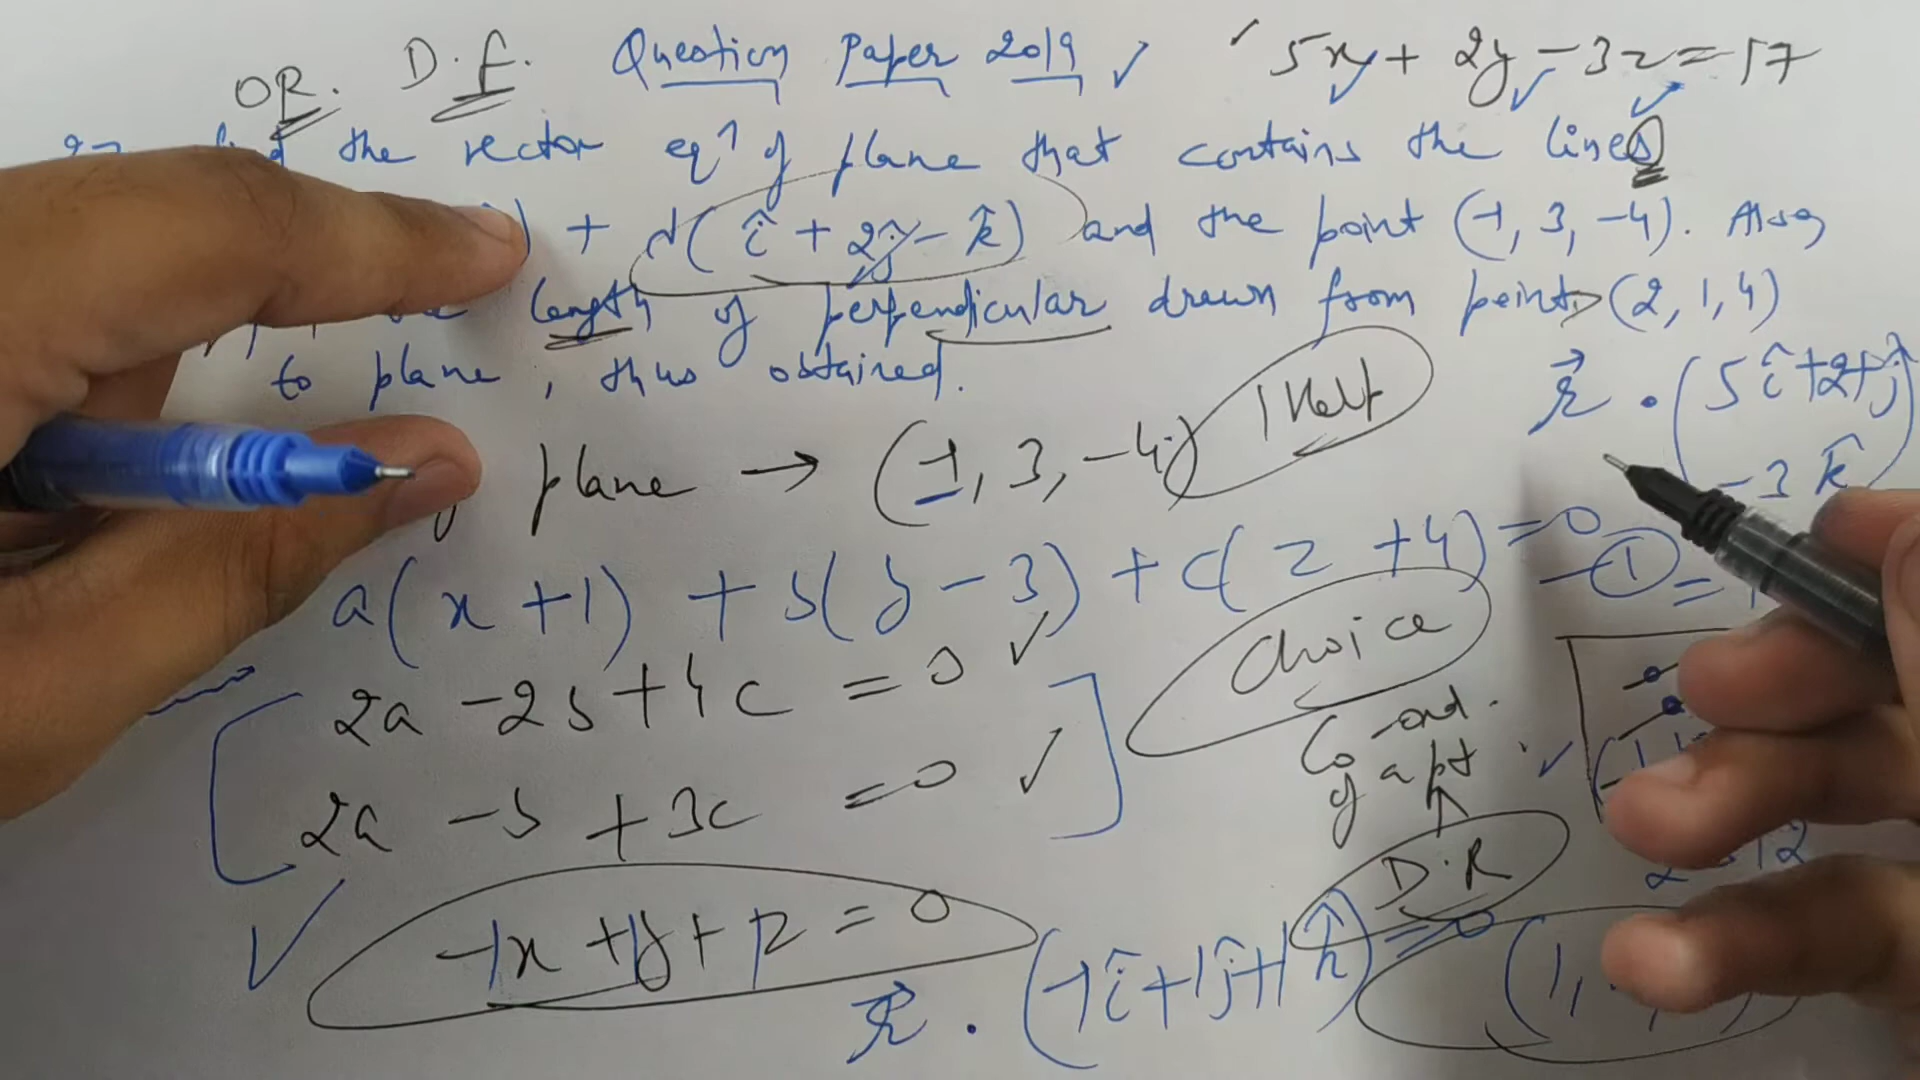 OR. D.F. Question Paper 2019 ✓ ✓ 5x + 2y - 3z = 17
the vector eqⁿ of plane that contains the lines
) + λ(î + 2ĵ - k̂) and the point (-1, 3, -4). Also
length of perpendicular drawn from point (2, 1, 4)
to plane, thus obtained.
r⃗ . (5î + 2ĵ
- 3k̂)
plane → (-1, 3, -4)
a(x + 1) + b(y - 3) + c(z + 4) = 0
- ① =
2a - 2b + 4c = 0 ✓
Choice
2a - b + 3c = 0 ✓
Co-ord.
of a pt
D.R
✓ -1x + 1y + 1z = 0
r⃗ . (-1î + 1ĵ + 1k̂) = 0
(1,